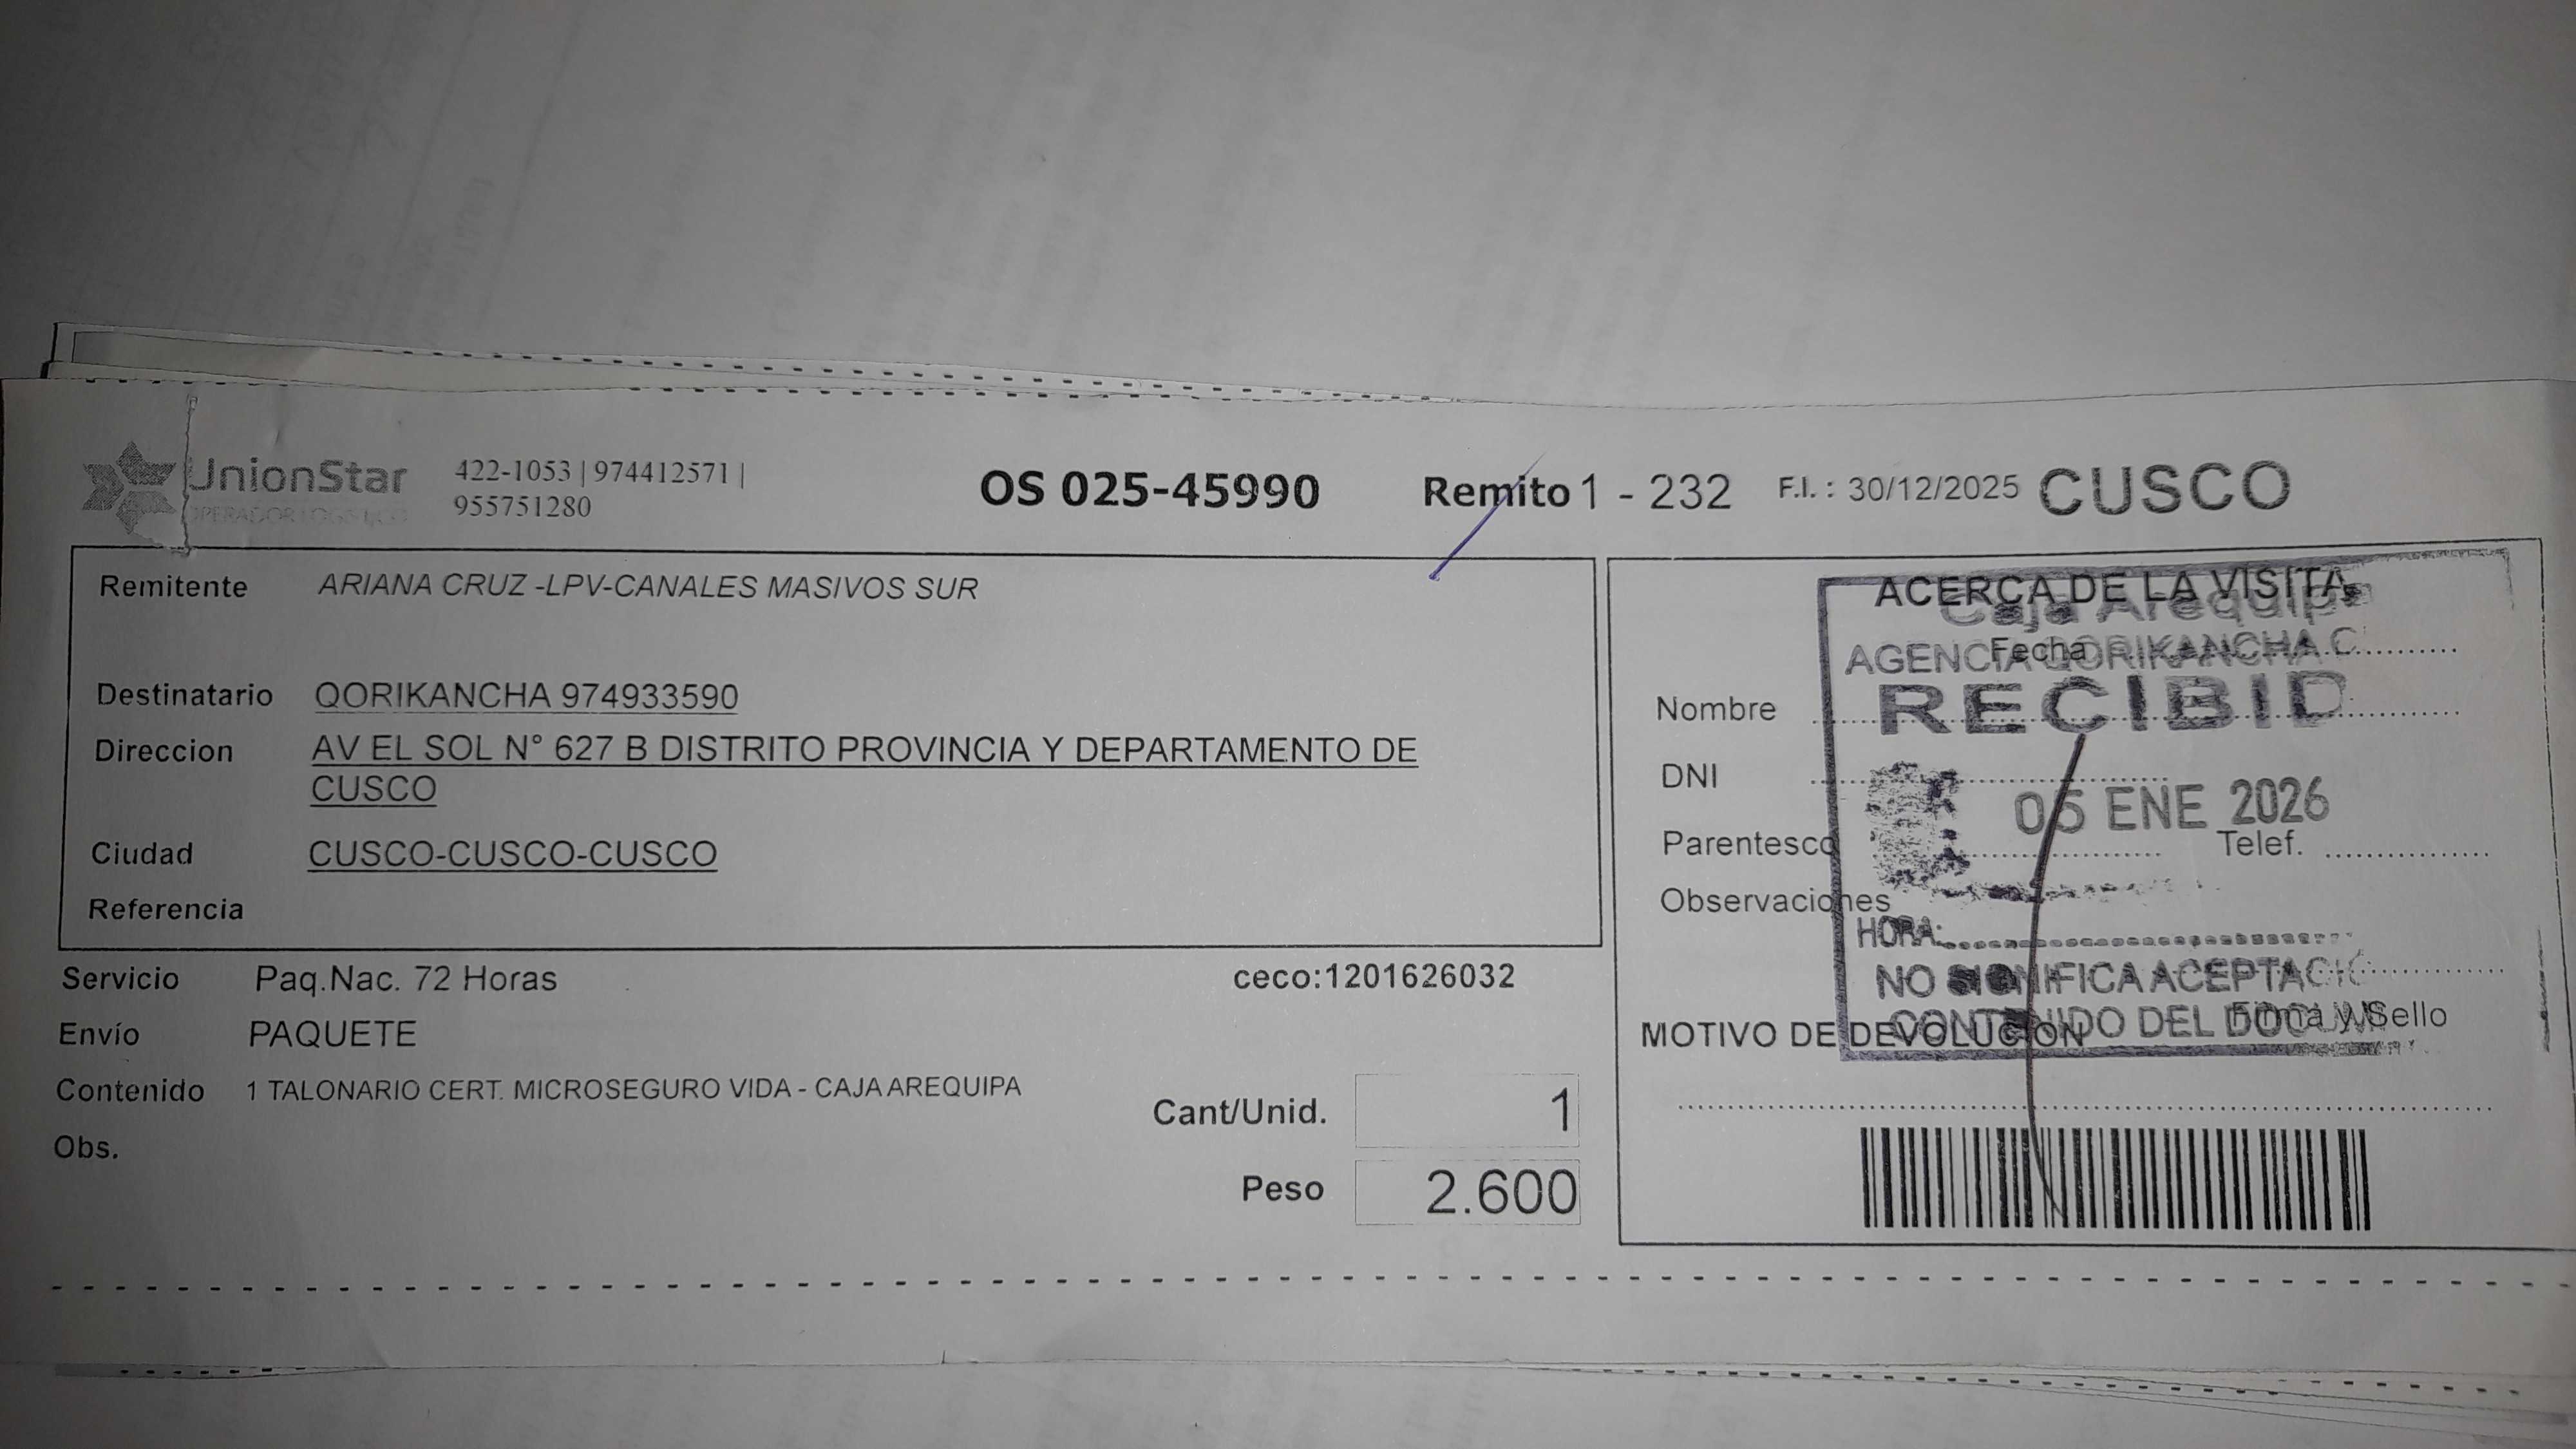 UnionStar
OPERADOR LOGISTICO
422-1053 | 974412571 |
955751280
OS 025-45990
Remito 1 - 232
F.I. : 30/12/2025
CUSCO
Remitente ARIANA CRUZ -LPV-CANALES MASIVOS SUR
Destinatario QORIKANCHA 974933590
Direccion AV EL SOL N° 627 B DISTRITO PROVINCIA Y DEPARTAMENTO DE
CUSCO
Ciudad CUSCO-CUSCO-CUSCO
Referencia
Servicio Paq.Nac. 72 Horas
ceco:1201626032
Envío PAQUETE
Contenido 1 TALONARIO CERT. MICROSEGURO VIDA - CAJA AREQUIPA
Obs.
Cant/Unid. 1
Peso 2.600
ACERCA DE LA VISITA
Fecha
Nombre
DNI
Parentesco
Telef.
Observaciones
Firma y Sello
MOTIVO DE DEVOLUCION
Caja Arequipa
AGENCIA QORIKANCHA C
RECIBID
05 ENE 2026
HORA:
NO SIGNIFICA ACEPTACIO
CONTENIDO DEL DOCUM